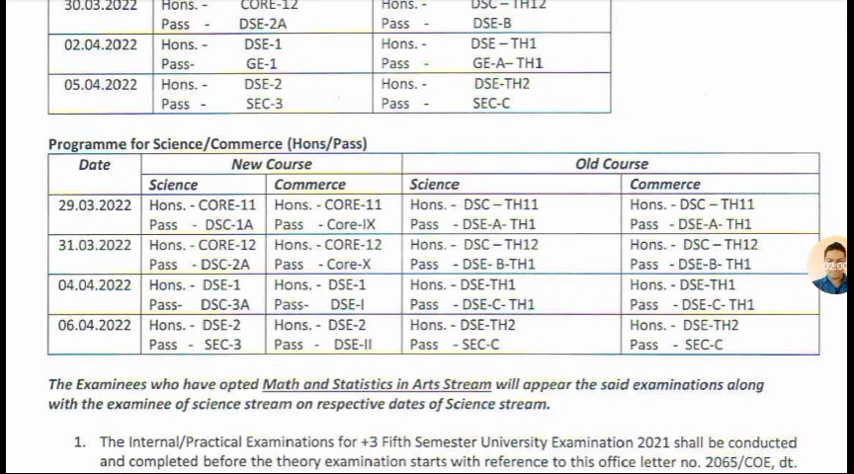 30.03.2022 Hons. - CORE-12 Hons. - DSC – TH12
Pass - DSE-2A Pass - DSE-B
02.04.2022 Hons. - DSE-1 Hons. - DSE – TH1
Pass- GE-1 Pass - GE-A– TH1
05.04.2022 Hons. - DSE-2 Hons. - DSE-TH2
Pass - SEC-3 Pass - SEC-C
Programme for Science/Commerce (Hons/Pass)
Date New Course Old Course
Science Commerce Science Commerce
29.03.2022 Hons. - CORE-11 Hons. - CORE-11 Hons. - DSC – TH11 Hons. - DSC – TH11
Pass - DSC-1A Pass - Core-IX Pass - DSE-A- TH1 Pass - DSE-A- TH1
31.03.2022 Hons. - CORE-12 Hons. - CORE-12 Hons. - DSC – TH12 Hons. - DSC – TH12
Pass - DSC-2A Pass - Core-X Pass - DSE- B-TH1 Pass - DSE-B- TH1
04.04.2022 Hons. - DSE-1 Hons. - DSE-1 Hons. - DSE-TH1 Hons. - DSE-TH1
Pass- DSC-3A Pass- DSE-I Pass - DSE-C- TH1 Pass - DSE-C- TH1
06.04.2022 Hons. - DSE-2 Hons. - DSE-2 Hons. - DSE-TH2 Hons. - DSE-TH2
Pass - SEC-3 Pass - DSE-II Pass - SEC-C Pass - SEC-C
The Examinees who have opted Math and Statistics in Arts Stream will appear the said examinations along
with the examinee of science stream on respective dates of Science stream.
1. The Internal/Practical Examinations for +3 Fifth Semester University Examination 2021 shall be conducted
and completed before the theory examination starts with reference to this office letter no. 2065/COE, dt.